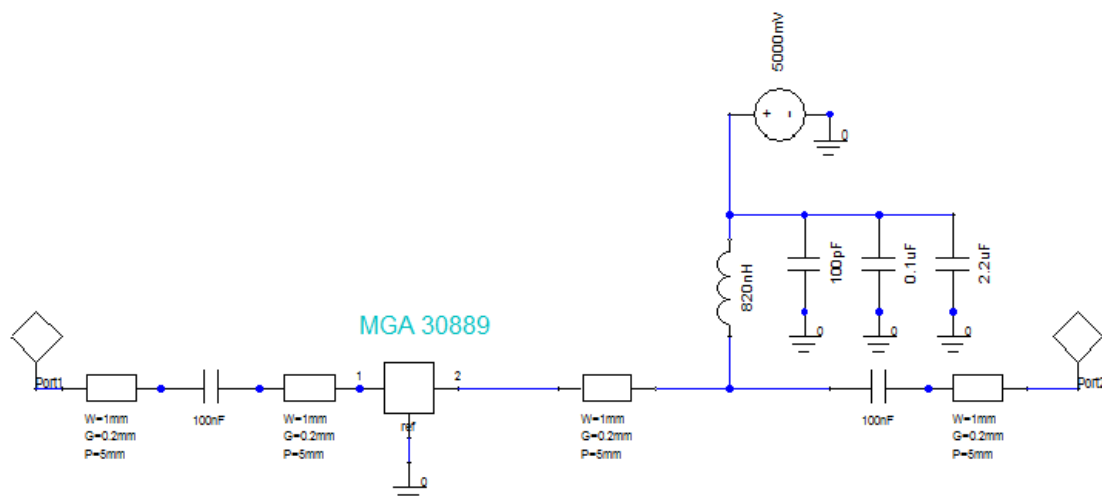 5000mV
+ -
0
820nH
100pF
0.1uF
2.2uF
0
0
0
MGA 30889
Port1
1
2
Port2
100nF
ref
100nF
W=1mm
G=0.2mm
P=5mm
W=1mm
G=0.2mm
P=5mm
W=1mm
G=0.2mm
P=5mm
W=1mm
G=0.2mm
P=5mm
0